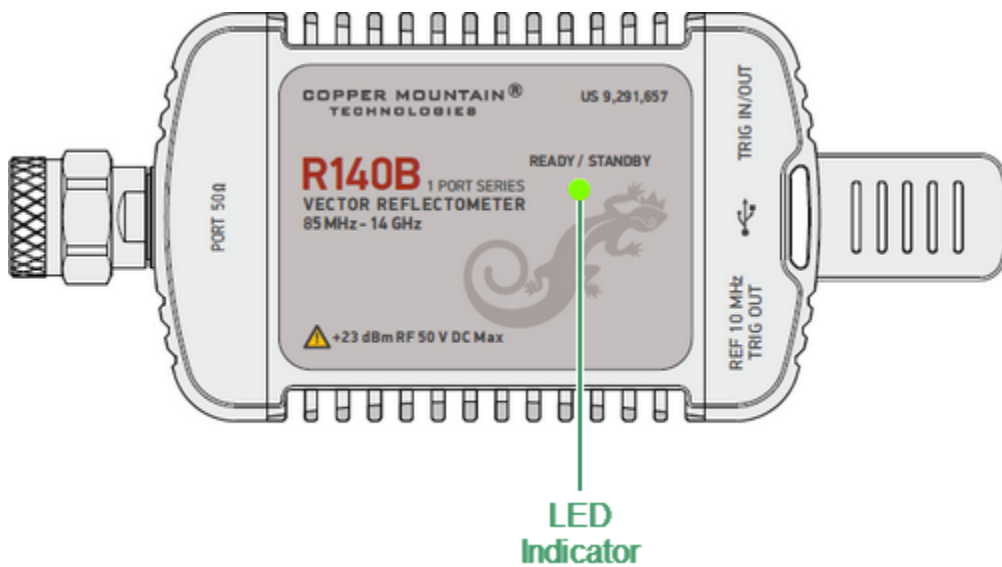 COPPER MOUNTAIN®
TECHNOLOGIES
US 9,291,657
READY / STANDBY
R140B 1 PORT SERIES
VECTOR REFLECTOMETER
85 MHz - 14 GHz
+23 dBm RF 50 V DC Max
PORT 50Ω
TRIG IN/OUT
REF 10 MHz
TRIG OUT
LED
Indicator